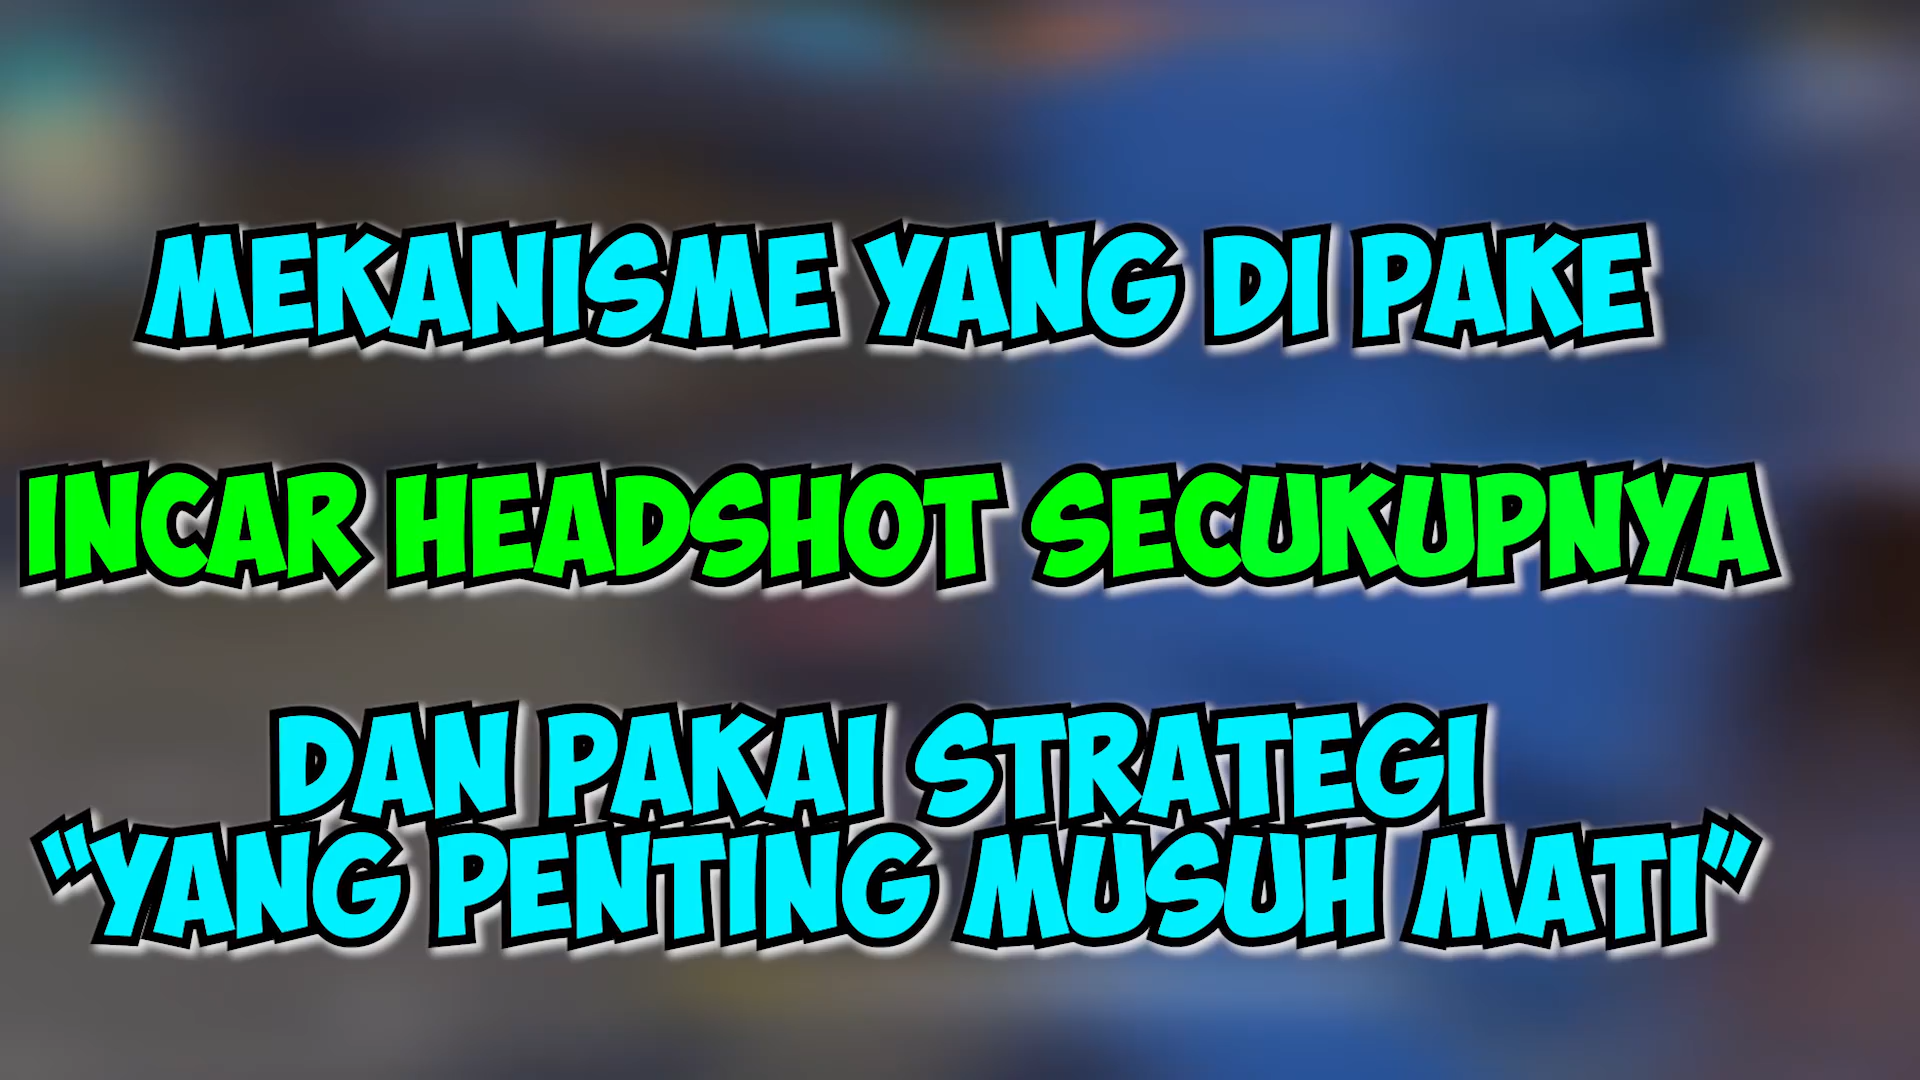 MEKANISME YANG DI PAKE
INCAR HEADSHOT SECUKUPNYA
DAN PAKAI STRATEGI
"YANG PENTING MUSUH MATI"